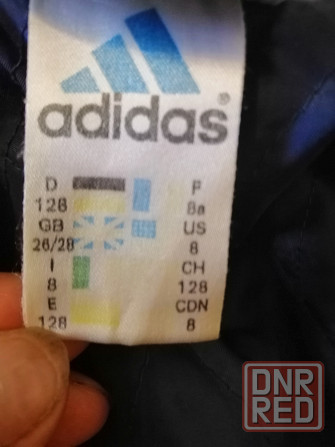 adidas®
D
P
128
8a
GB
US
26/28
8
I
CH
8
128
E
CDN
128
8
DNR
RED